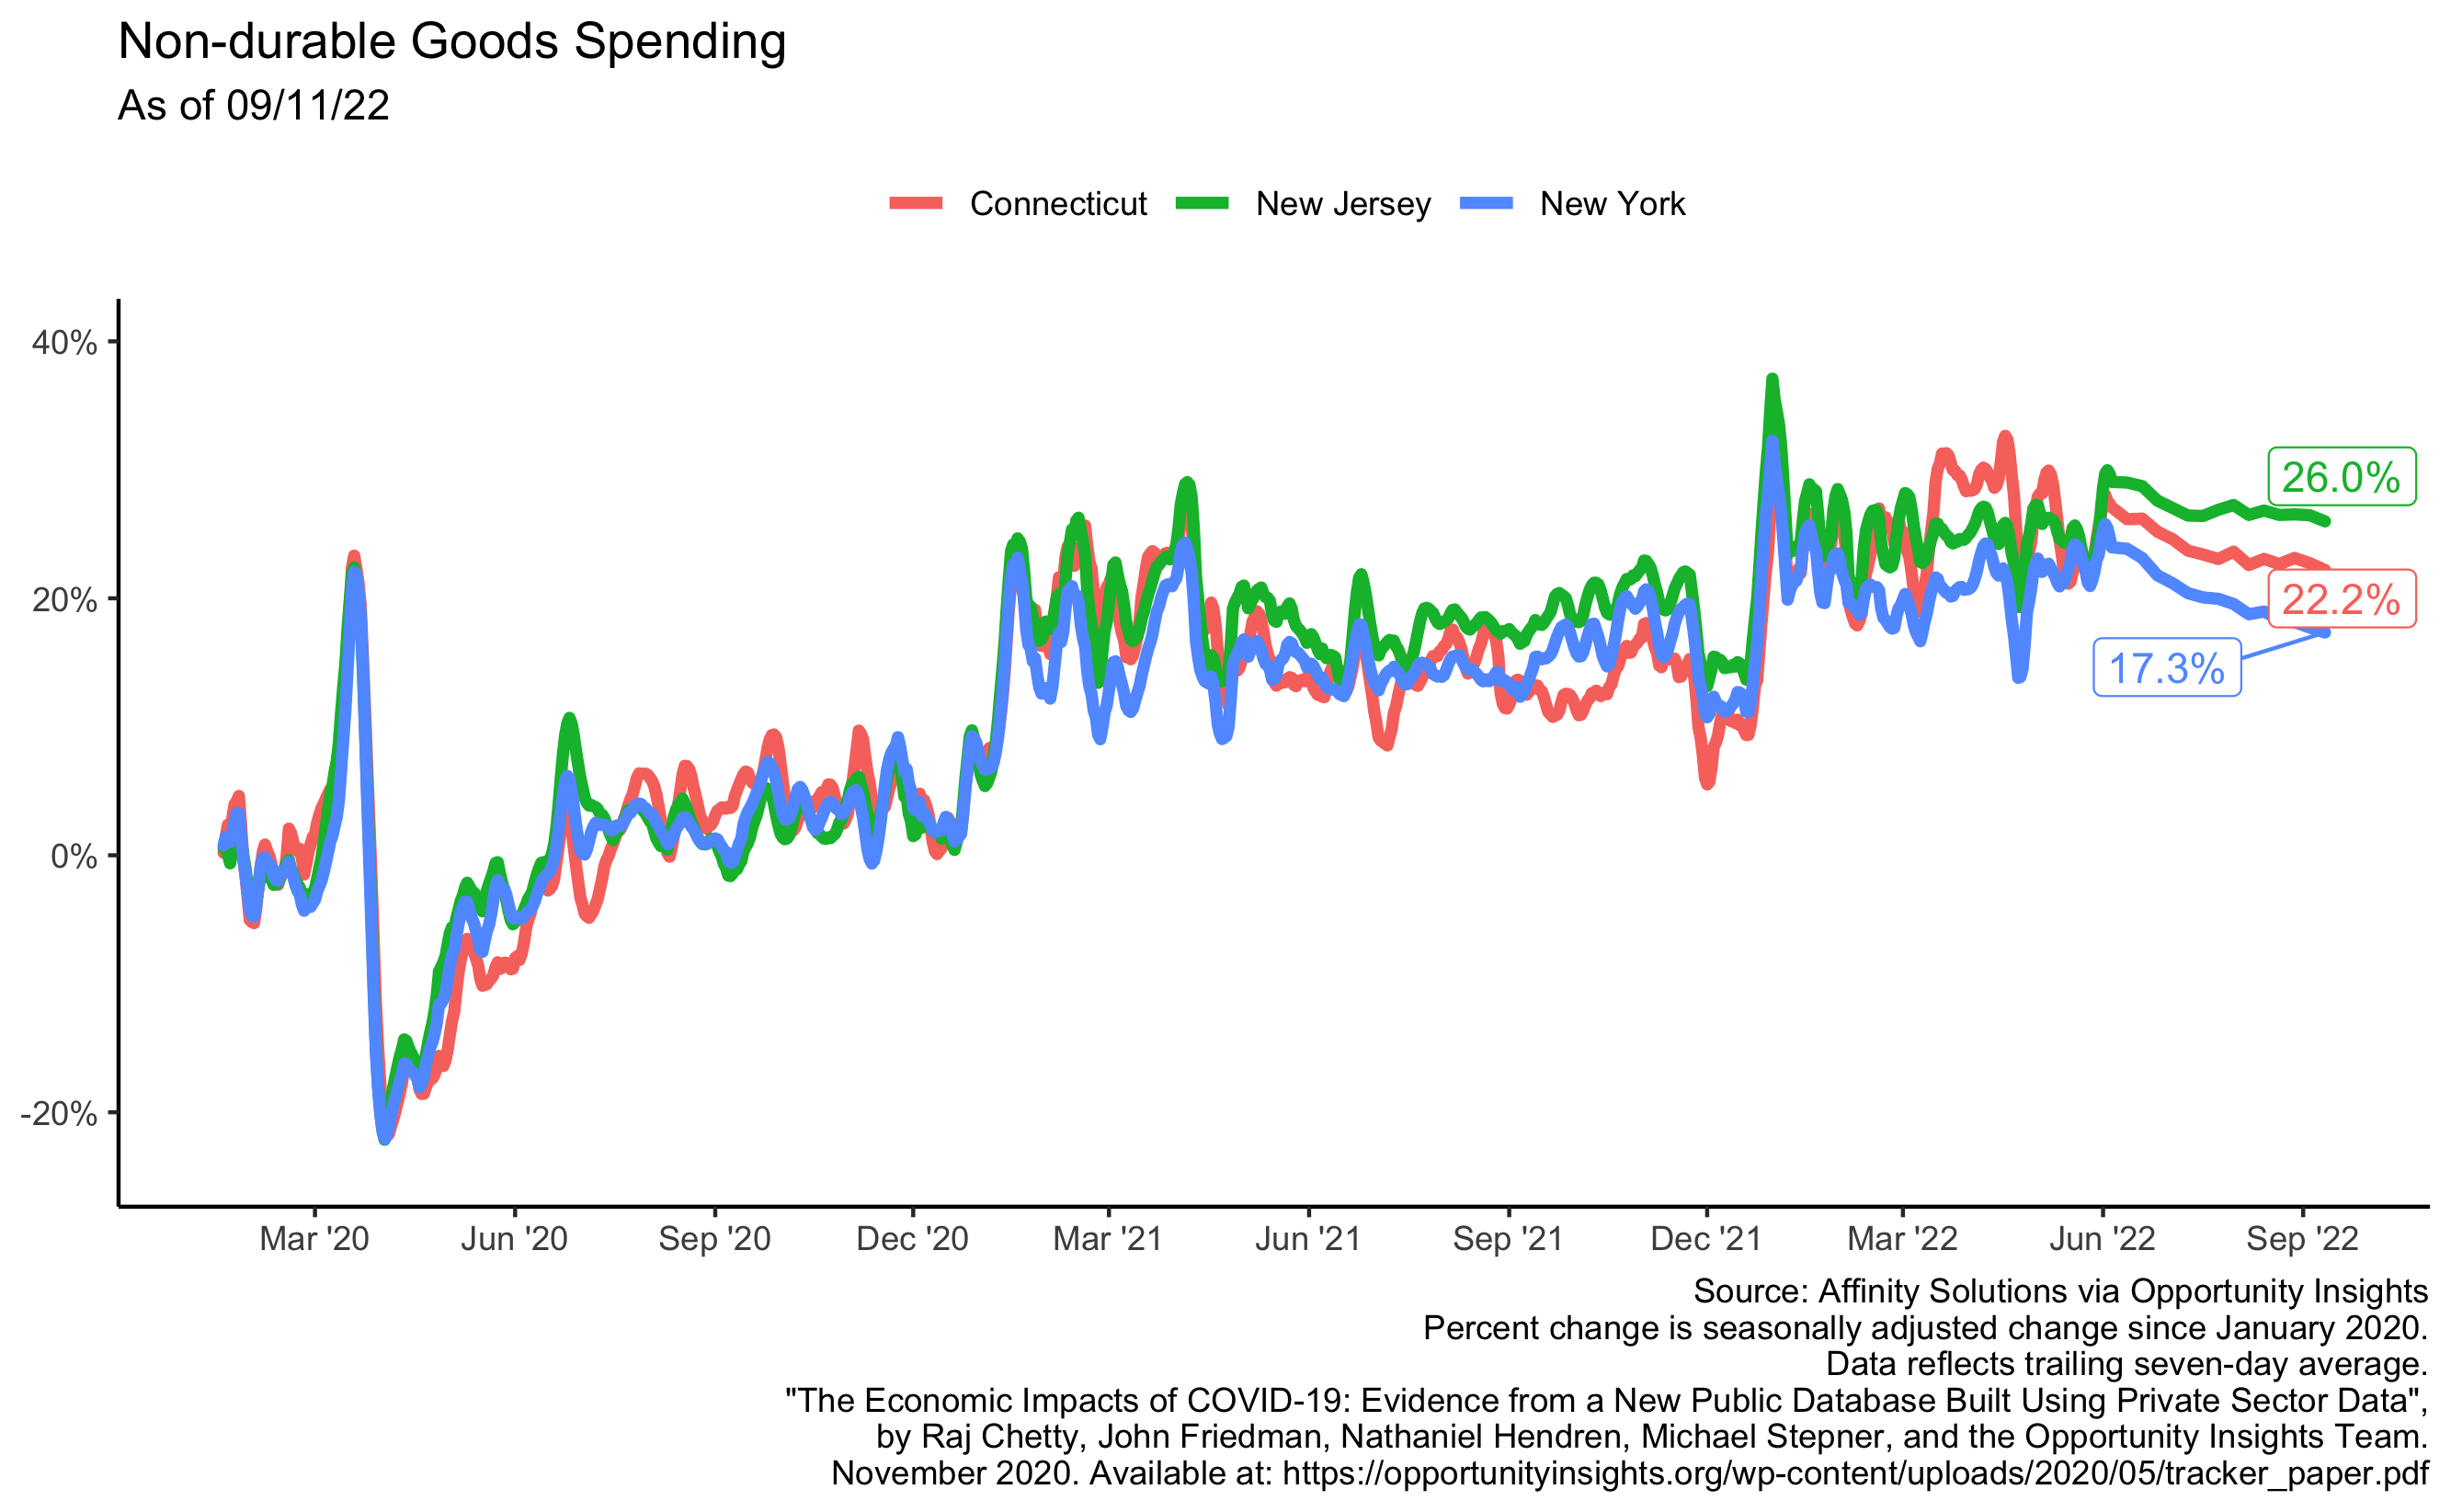 Non-durable Goods Spending
As of 09/11/22
Connecticut New Jersey New York
40%
20%
0%
-20%
26.0%
22.2%
17.3%
Mar '20 Jun '20 Sep '20 Dec '20 Mar '21 Jun '21 Sep '21 Dec '21 Mar '22 Jun '22 Sep '22
Source: Affinity Solutions via Opportunity Insights
Percent change is seasonally adjusted change since January 2020.
Data reflects trailing seven-day average.
"The Economic Impacts of COVID-19: Evidence from a New Public Database Built Using Private Sector Data",
by Raj Chetty, John Friedman, Nathaniel Hendren, Michael Stepner, and the Opportunity Insights Team.
November 2020. Available at: https://opportunityinsights.org/wp-content/uploads/2020/05/tracker_paper.pdf